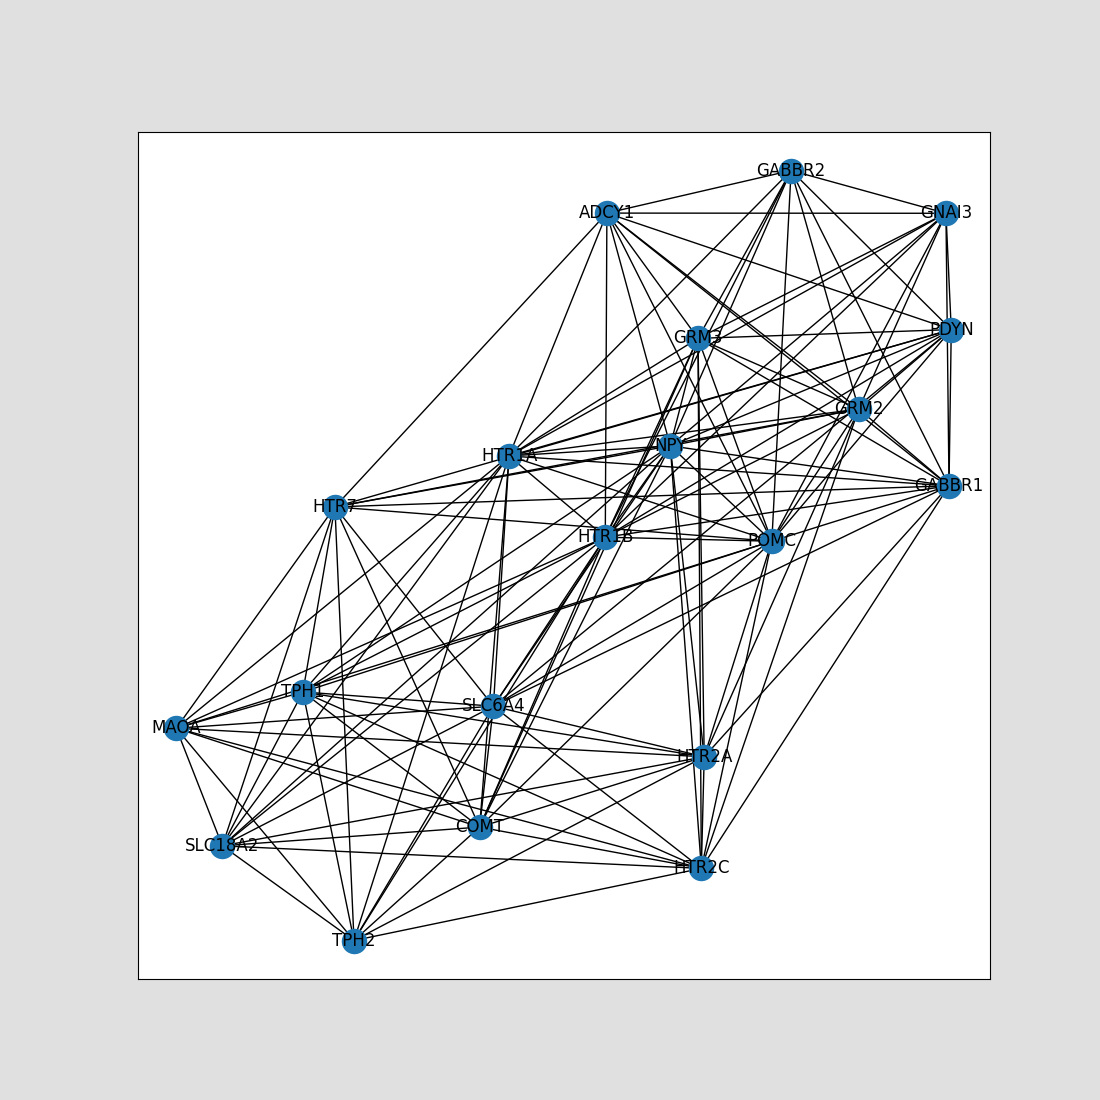 GABBR2
ADCY1
GNAI3
PDYN
GRM3
GRM2
NPY
HTR1A
GABBR1
HTR7
HTR1B
POMC
TPH1
SLC6A4
MAOA
HTR2A
COMT
SLC18A2
HTR2C
TPH2